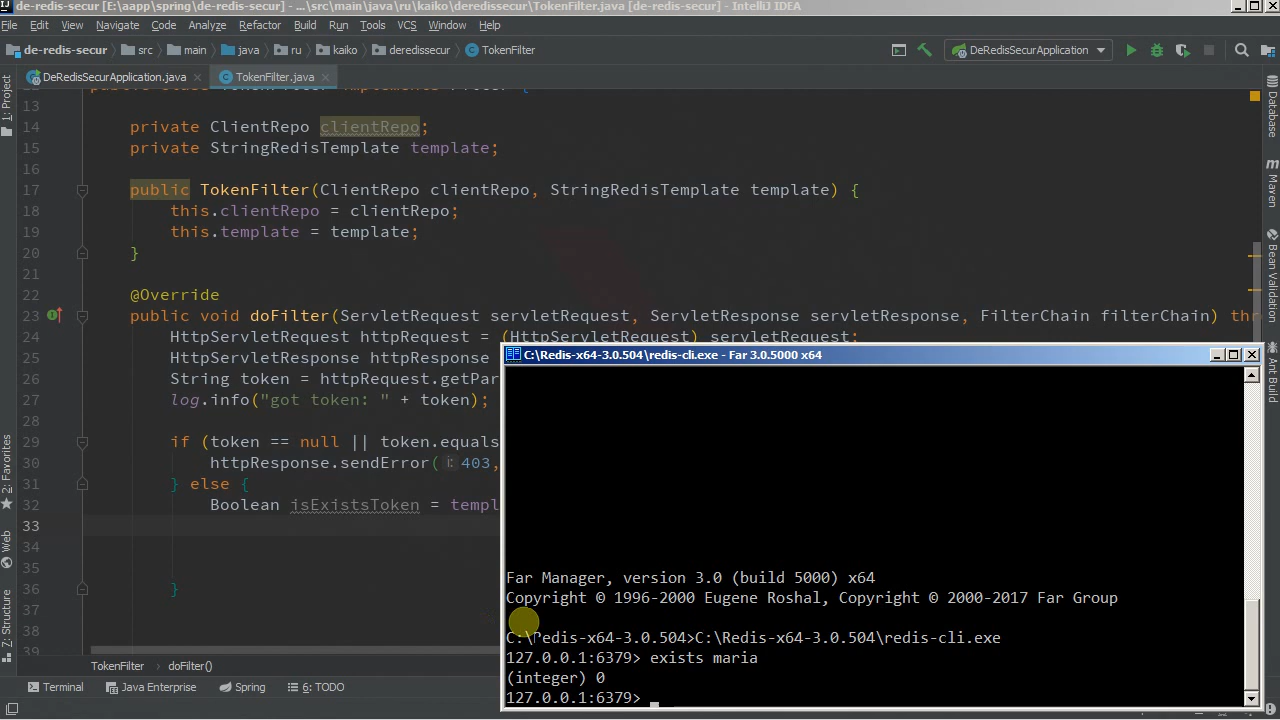 de-redis-secur [E:\aapp\spring\de-redis-secur] - ...\src\main\java\ru\kaiko\deredissecur\TokenFilter.java [de-redis-secur] - IntelliJ IDEA
File Edit View Navigate Code Analyze Refactor Build Run Tools VCS Window Help
de-redis-secur src main java ru kaiko deredissecur TokenFilter DeRedisSecurApplication
DeRedisSecurApplication.java TokenFilter.java
13
14 private ClientRepo clientRepo;
15 private StringRedisTemplate template;
16
17 public TokenFilter(ClientRepo clientRepo, StringRedisTemplate template) {
18 this.clientRepo = clientRepo;
19 this.template = template;
20 }
21
22 @Override
23 public void doFilter(ServletRequest servletRequest, ServletResponse servletResponse, FilterChain filterChain) thr
24 HttpServletRequest httpRequest = (HttpServletRequest) servletRequest;
25 HttpServletResponse httpResponse
26 String token = httpRequest.getPar
27 log.info("got token: " + token);
28
29 if (token == null || token.equals
30 httpResponse.sendError( i: 403,
31 } else {
32 Boolean isExistsToken = templ
33
34
35
36 }
37
38
TokenFilter doFilter()
Terminal Java Enterprise Spring 6: TODO
1: Project
2: Favorites
Web
Z: Structure
Database
Maven
Bean Validation
Ant Build
C:\Redis-x64-3.0.504\redis-cli.exe - Far 3.0.5000 x64
Far Manager, version 3.0 (build 5000) x64
Copyright © 1996-2000 Eugene Roshal, Copyright © 2000-2017 Far Group
C:\Redis-x64-3.0.504>C:\Redis-x64-3.0.504\redis-cli.exe
127.0.0.1:6379> exists maria
(integer) 0
127.0.0.1:6379>